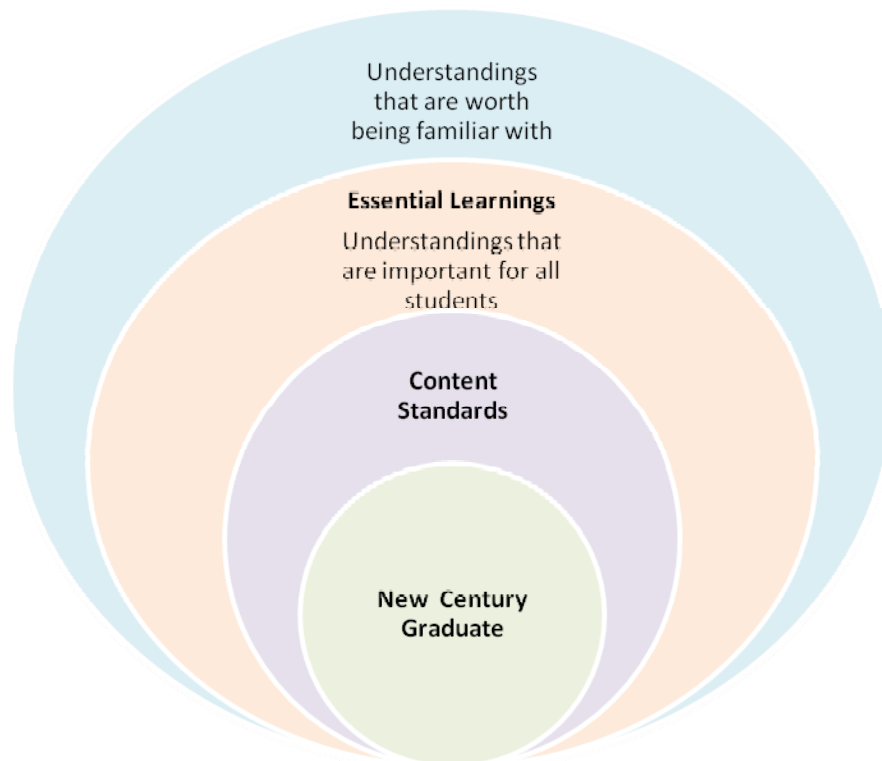 Understandings
that are worth
being familiar with
Essential Learnings
Understandings that
are important for all
students
Content
Standards
New Century
Graduate